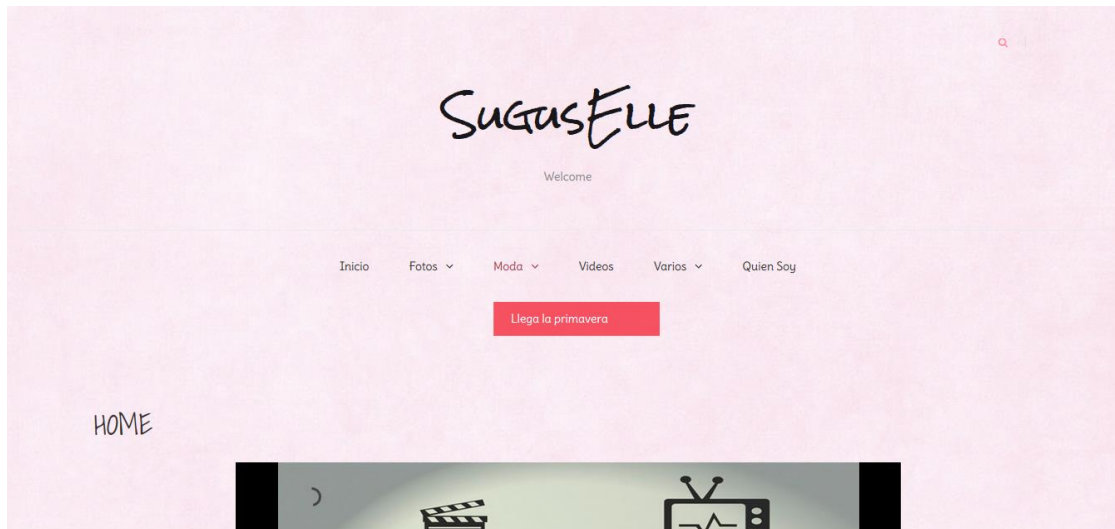 SugusElle
Welcome
Inicio Fotos Moda Videos Varios Quien Soy
Llega la primavera
HOME